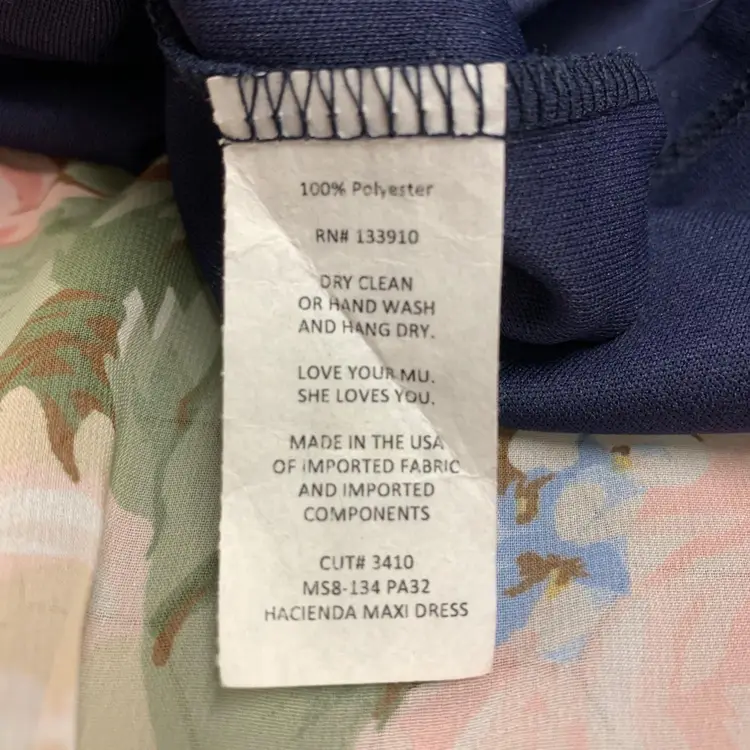 100% Polyester
RN# 133910
DRY CLEAN
OR HAND WASH
AND HANG DRY.
LOVE YOUR MU.
SHE LOVES YOU.
MADE IN THE USA
OF IMPORTED FABRIC
AND IMPORTED
COMPONENTS
CUT# 3410
MS8-134 PA32
HACIENDA MAXI DRESS